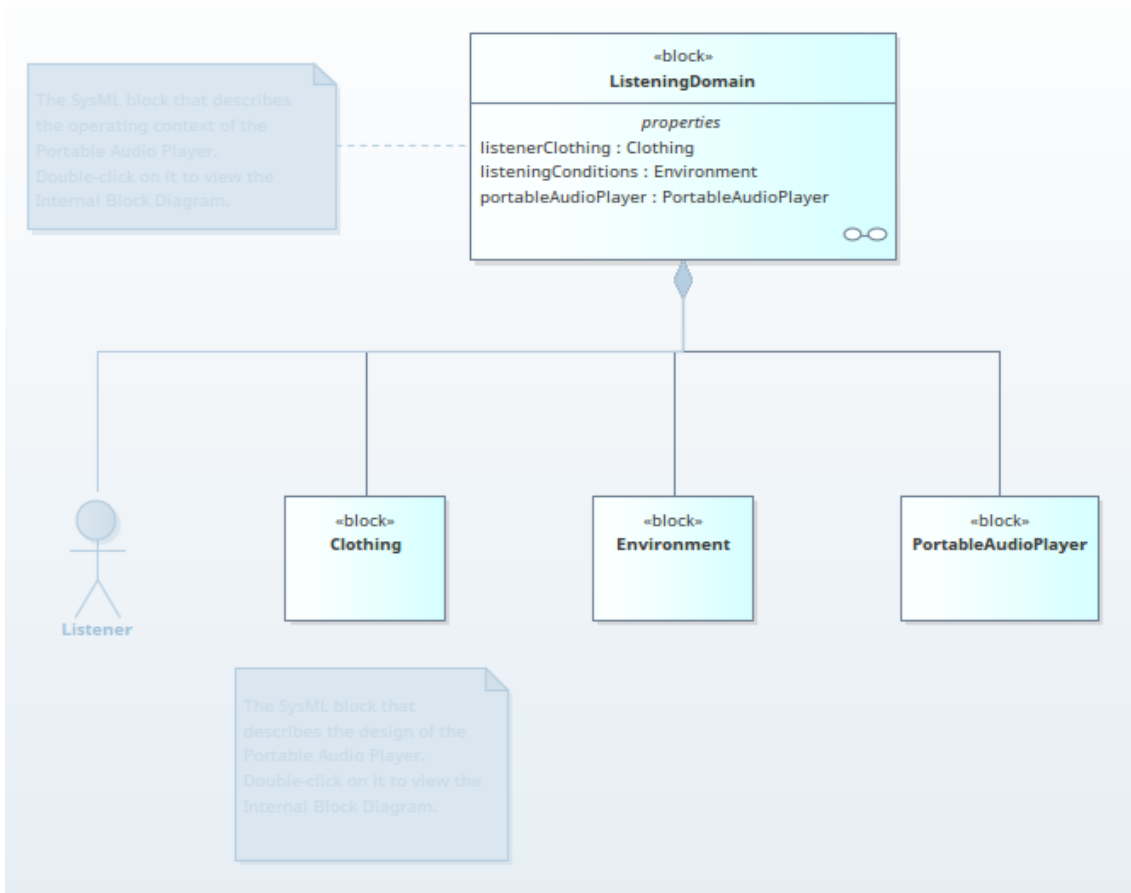 «block»
ListeningDomain
properties
listenerClothing : Clothing
listeningConditions : Environment
portableAudioPlayer : PortableAudioPlayer
The SysML block that describes
the operating context of the
Portable Audio Player.
Double-click on it to view the
Internal Block Diagram.
Listener
«block»
Clothing
«block»
Environment
«block»
PortableAudioPlayer
The SysML block that
describes the design of the
Portable Audio Player.
Double-click on it to view the
Internal Block Diagram.